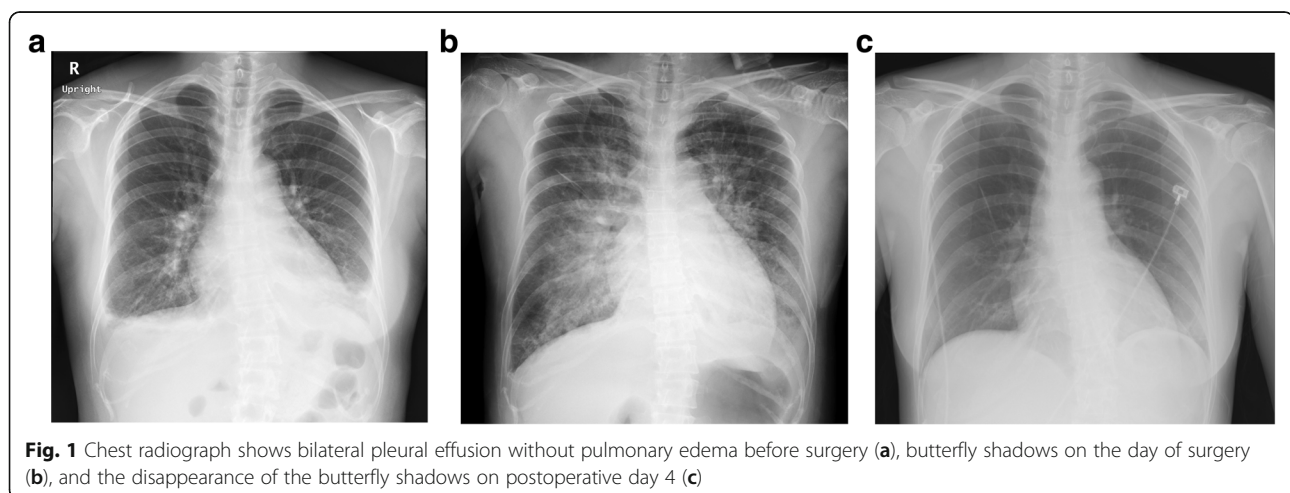 a
b
c
R
Upright
Fig. 1 Chest radiograph shows bilateral pleural effusion without pulmonary edema before surgery (a), butterfly shadows on the day of surgery
(b), and the disappearance of the butterfly shadows on postoperative day 4 (c)